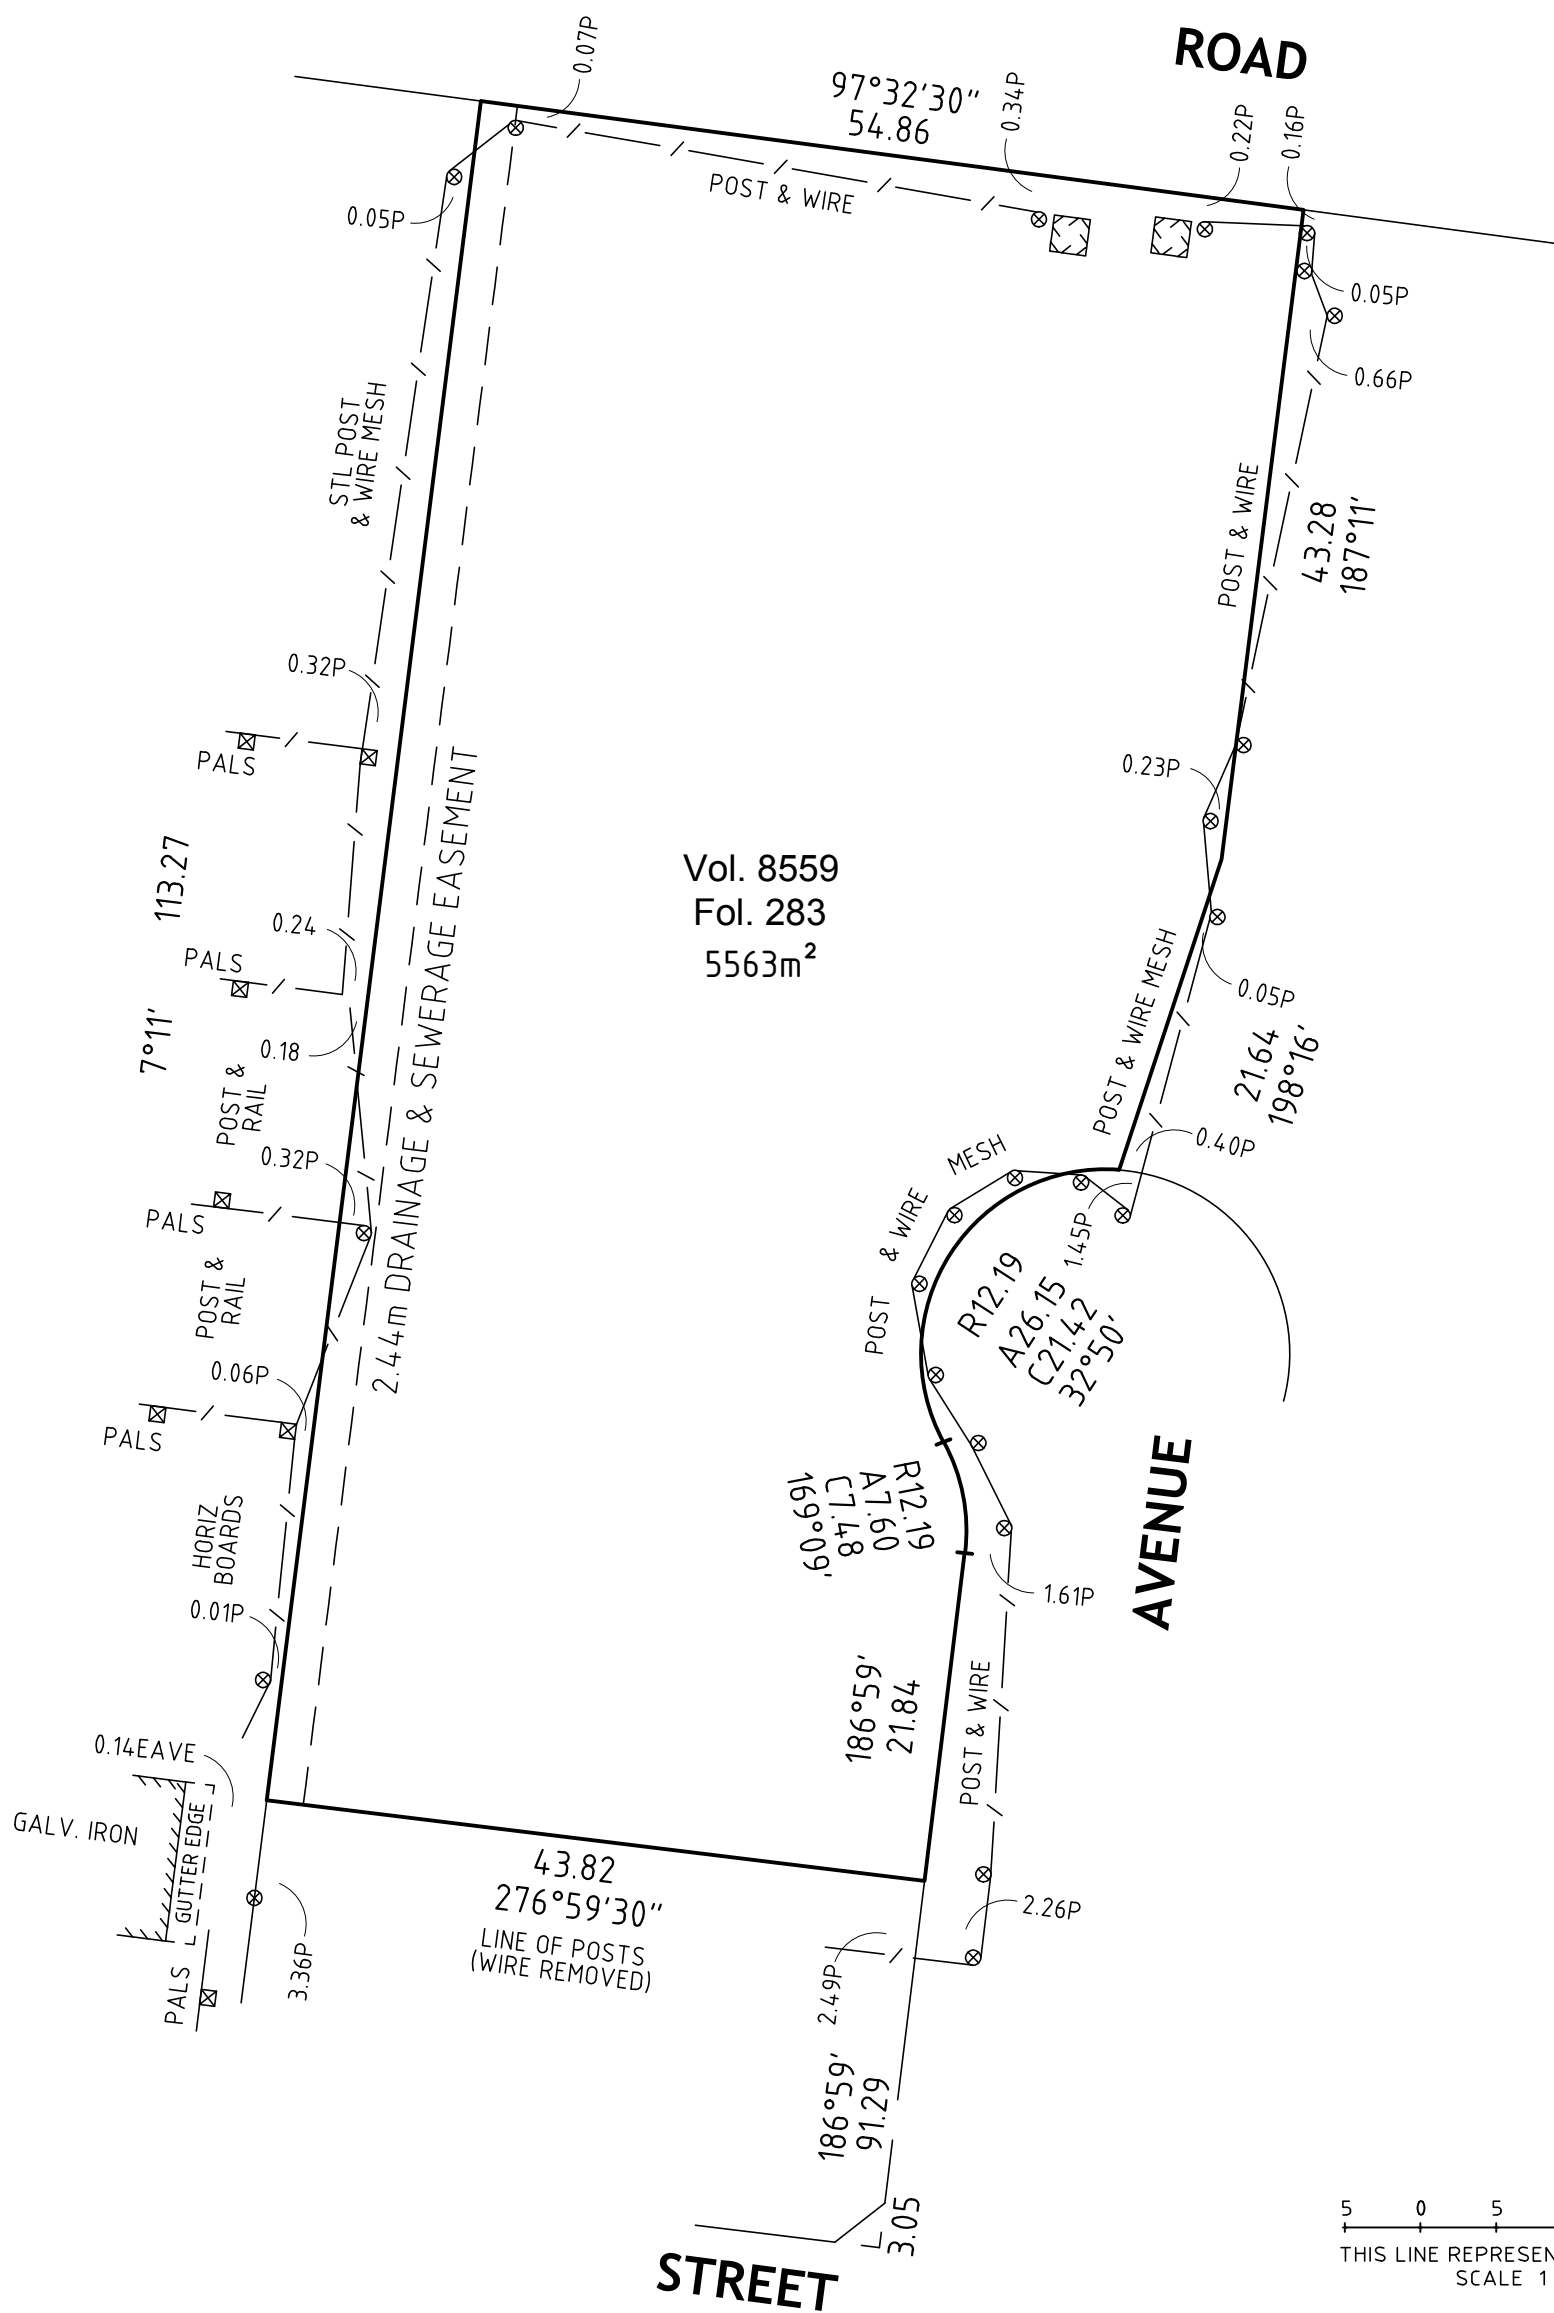 ROAD
0.07P
97°32'30"
54.86
0.34P
0.22P
0.16P
POST & WIRE
0.05P
0.05P
0.66P
STL POST
& WIRE MESH
POST & WIRE
43.28
187°11'
0.32P
PALS
0.23P
113.27
Vol. 8559
Fol. 283
5563m²
0.24
PALS
2.44m DRAINAGE & SEWERAGE EASEMENT
POST & WIRE MESH
0.05P
7°11'
0.18
21.64
198°16'
POST &
RAIL
0.32P
0.40P
MESH
& WIRE
POST
1.45P
PALS
POST &
RAIL
R12.19
A26.15
C21.42
32°50'
0.06P
PALS
R12.19
A7.60
C7.48
169°09'
AVENUE
HORIZ
BOARDS
0.01P
1.61P
186°59'
21.84
POST & WIRE
0.14EAVE
GALV. IRON
GUTTER EDGE
43.82
276°59'30"
LINE OF POSTS
(WIRE REMOVED)
2.26P
3.36P
PALS
2.49P
186°59'
91.29
3.05
STREET
5 0 5
THIS LINE REPRESEN
SCALE 1